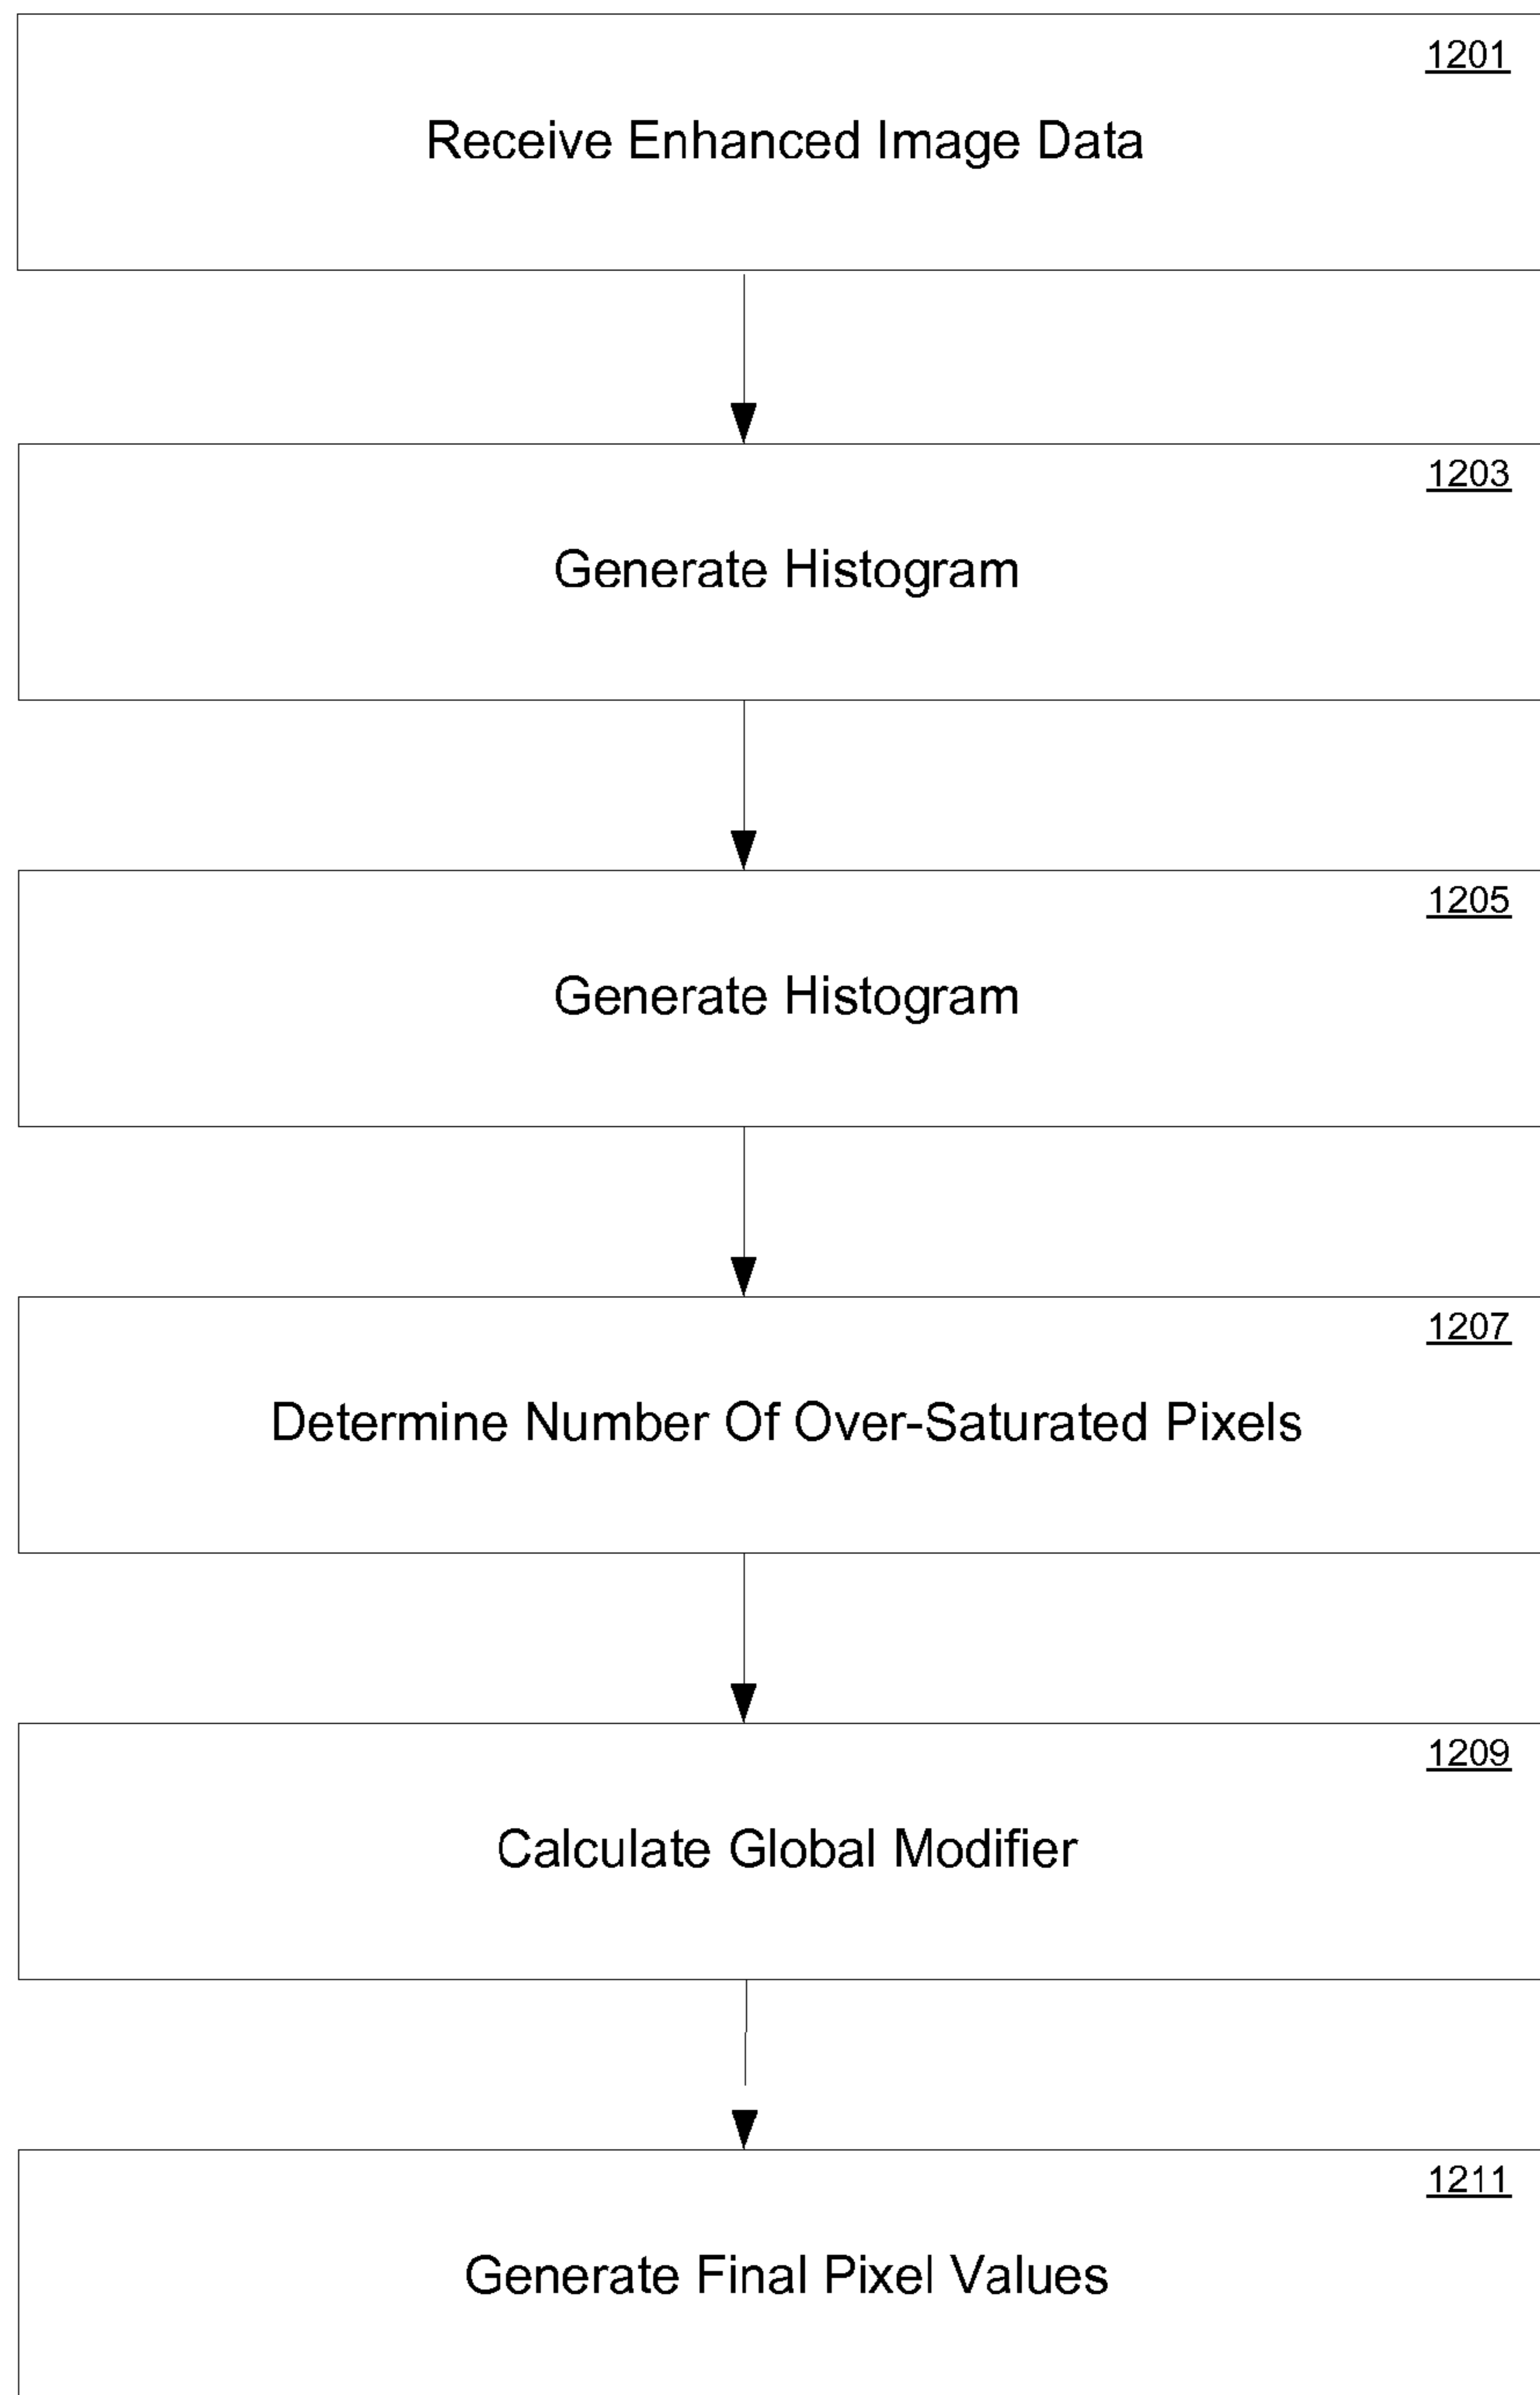 1201
Receive Enhanced Image Data
1203
Generate Histogram
1205
Generate Histogram
1207
Determine Number Of Over-Saturated Pixels
1209
Calculate Global Modifier
1211
Generate Final Pixel Values